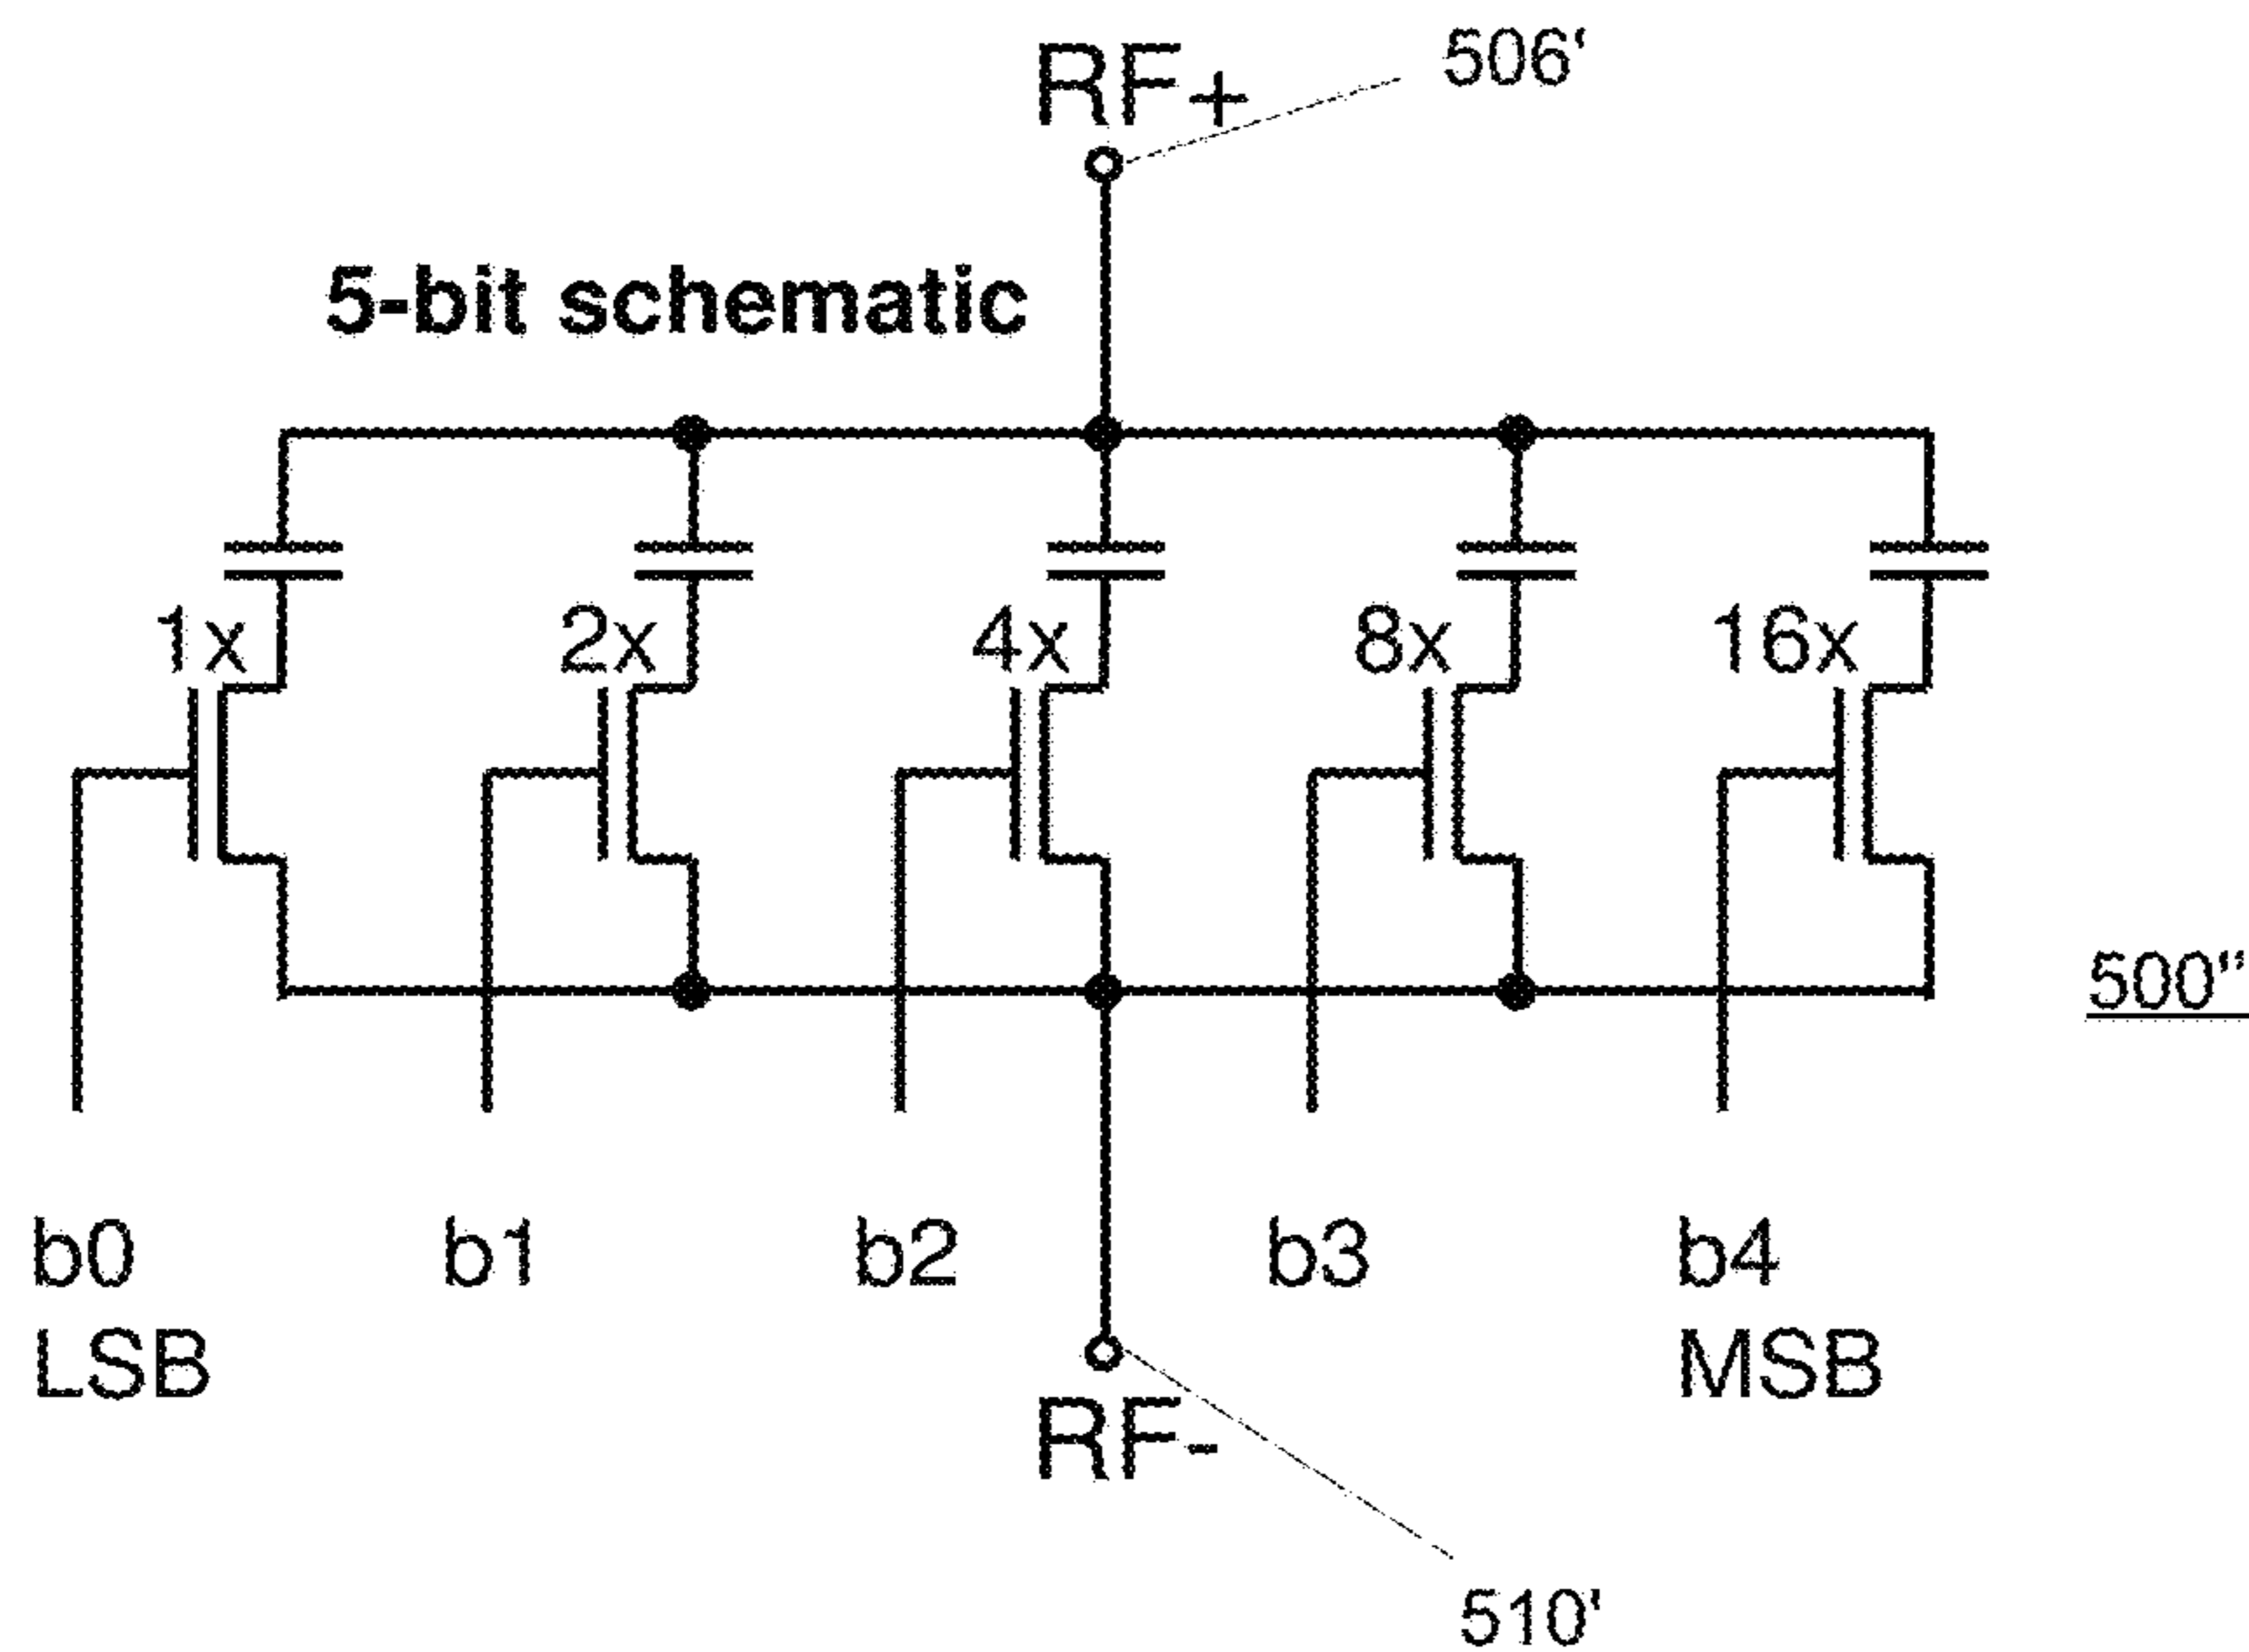 506'
RF+
5-bit schematic
1x 2x 4x 8x 16x
500"
b0 b1 b2 b3 b4
LSB MSB
RF-
510'